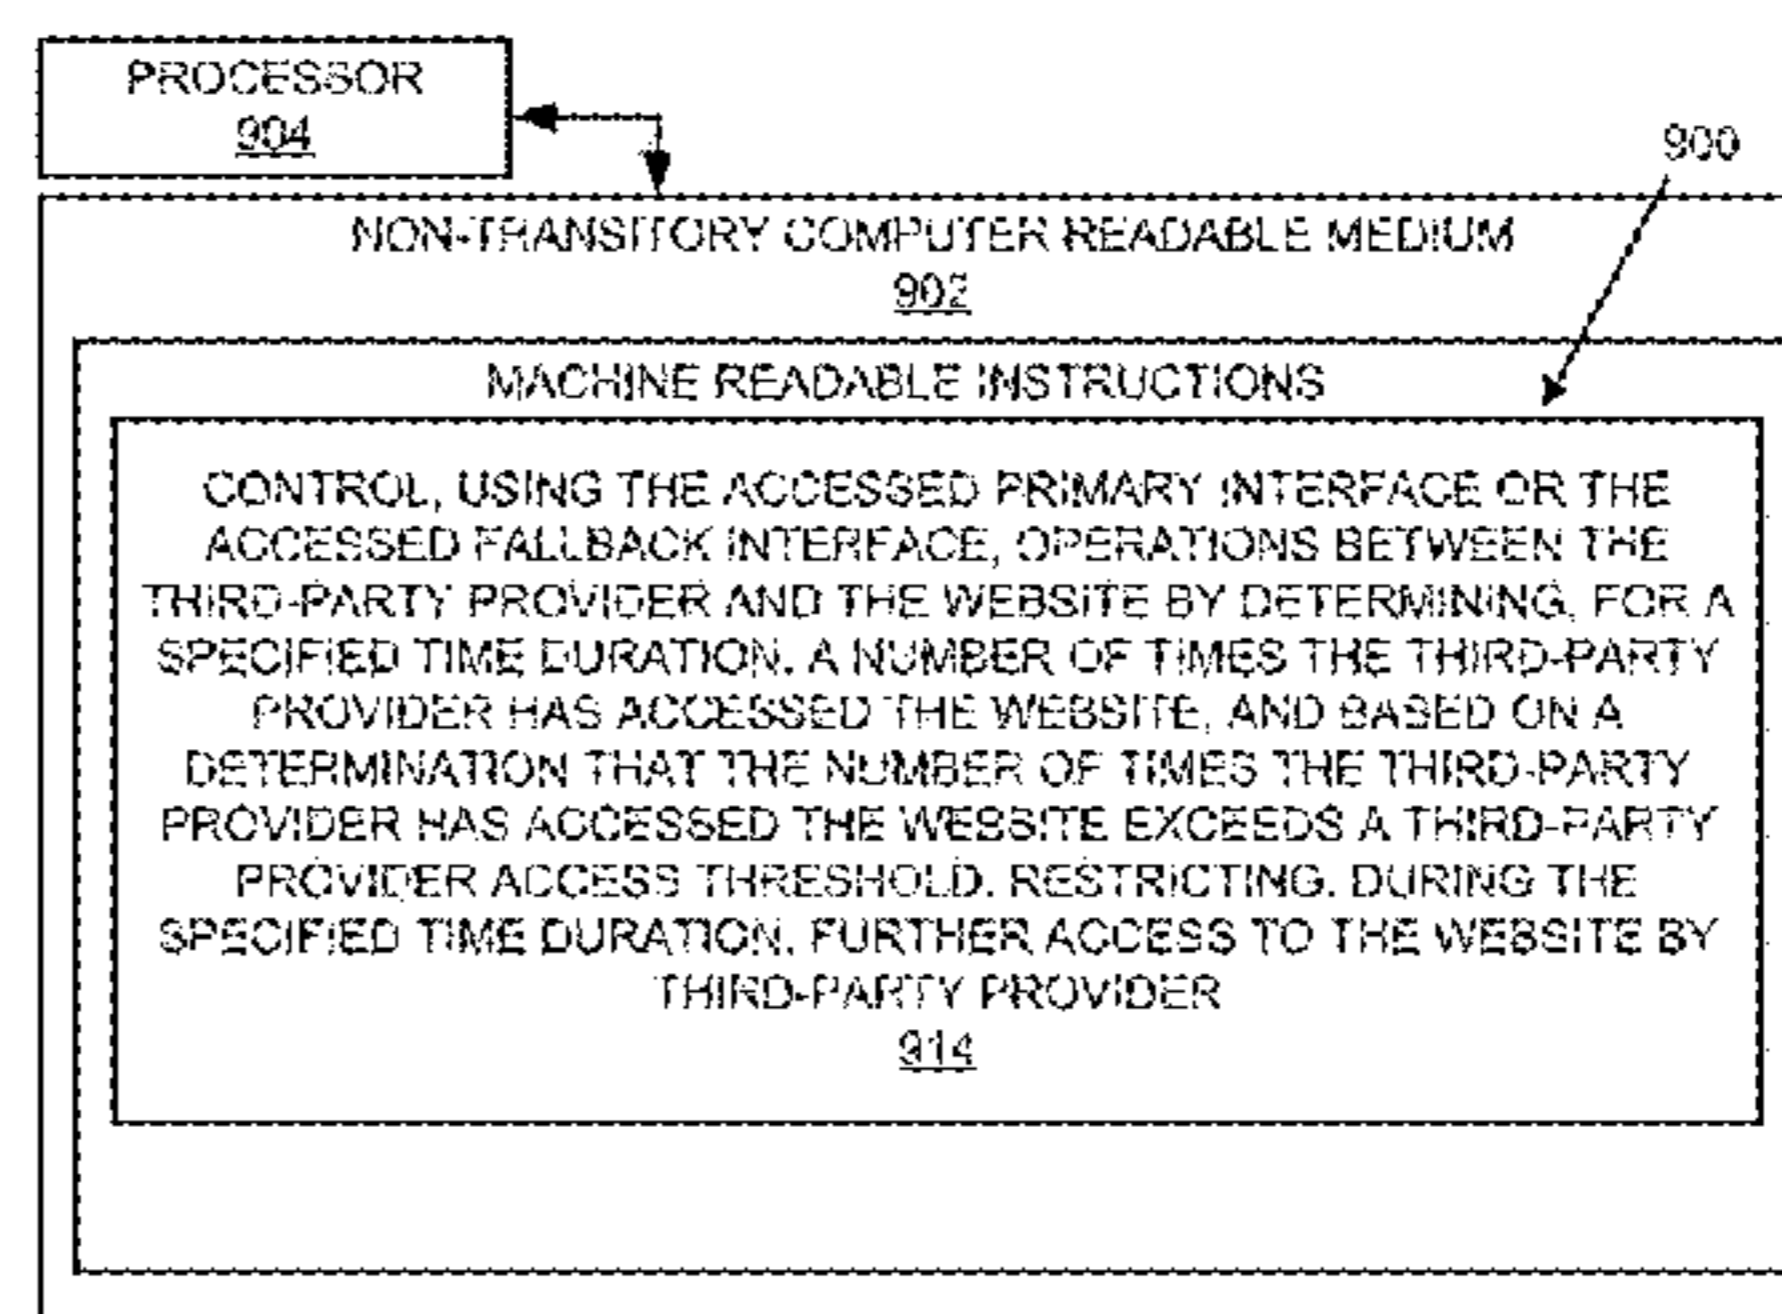 PROCESSOR
904
900
NON-TRANSITORY COMPUTER READABLE MEDIUM
902
MACHINE READABLE INSTRUCTIONS
CONTROL, USING THE ACCESSED PRIMARY INTERFACE OR THE
ACCESSED FALLBACK INTERFACE, OPERATIONS BETWEEN THE
THIRD-PARTY PROVIDER AND THE WEBSITE BY DETERMINING, FOR A
SPECIFIED TIME DURATION, A NUMBER OF TIMES THE THIRD-PARTY
PROVIDER HAS ACCESSED THE WEBSITE, AND BASED ON A
DETERMINATION THAT THE NUMBER OF TIMES THE THIRD-PARTY
PROVIDER HAS ACCESSED THE WEBSITE EXCEEDS A THIRD-PARTY
PROVIDER ACCESS THRESHOLD, RESTRICTING, DURING THE
SPECIFIED TIME DURATION, FURTHER ACCESS TO THE WEBSITE BY
THIRD-PARTY PROVIDER
914